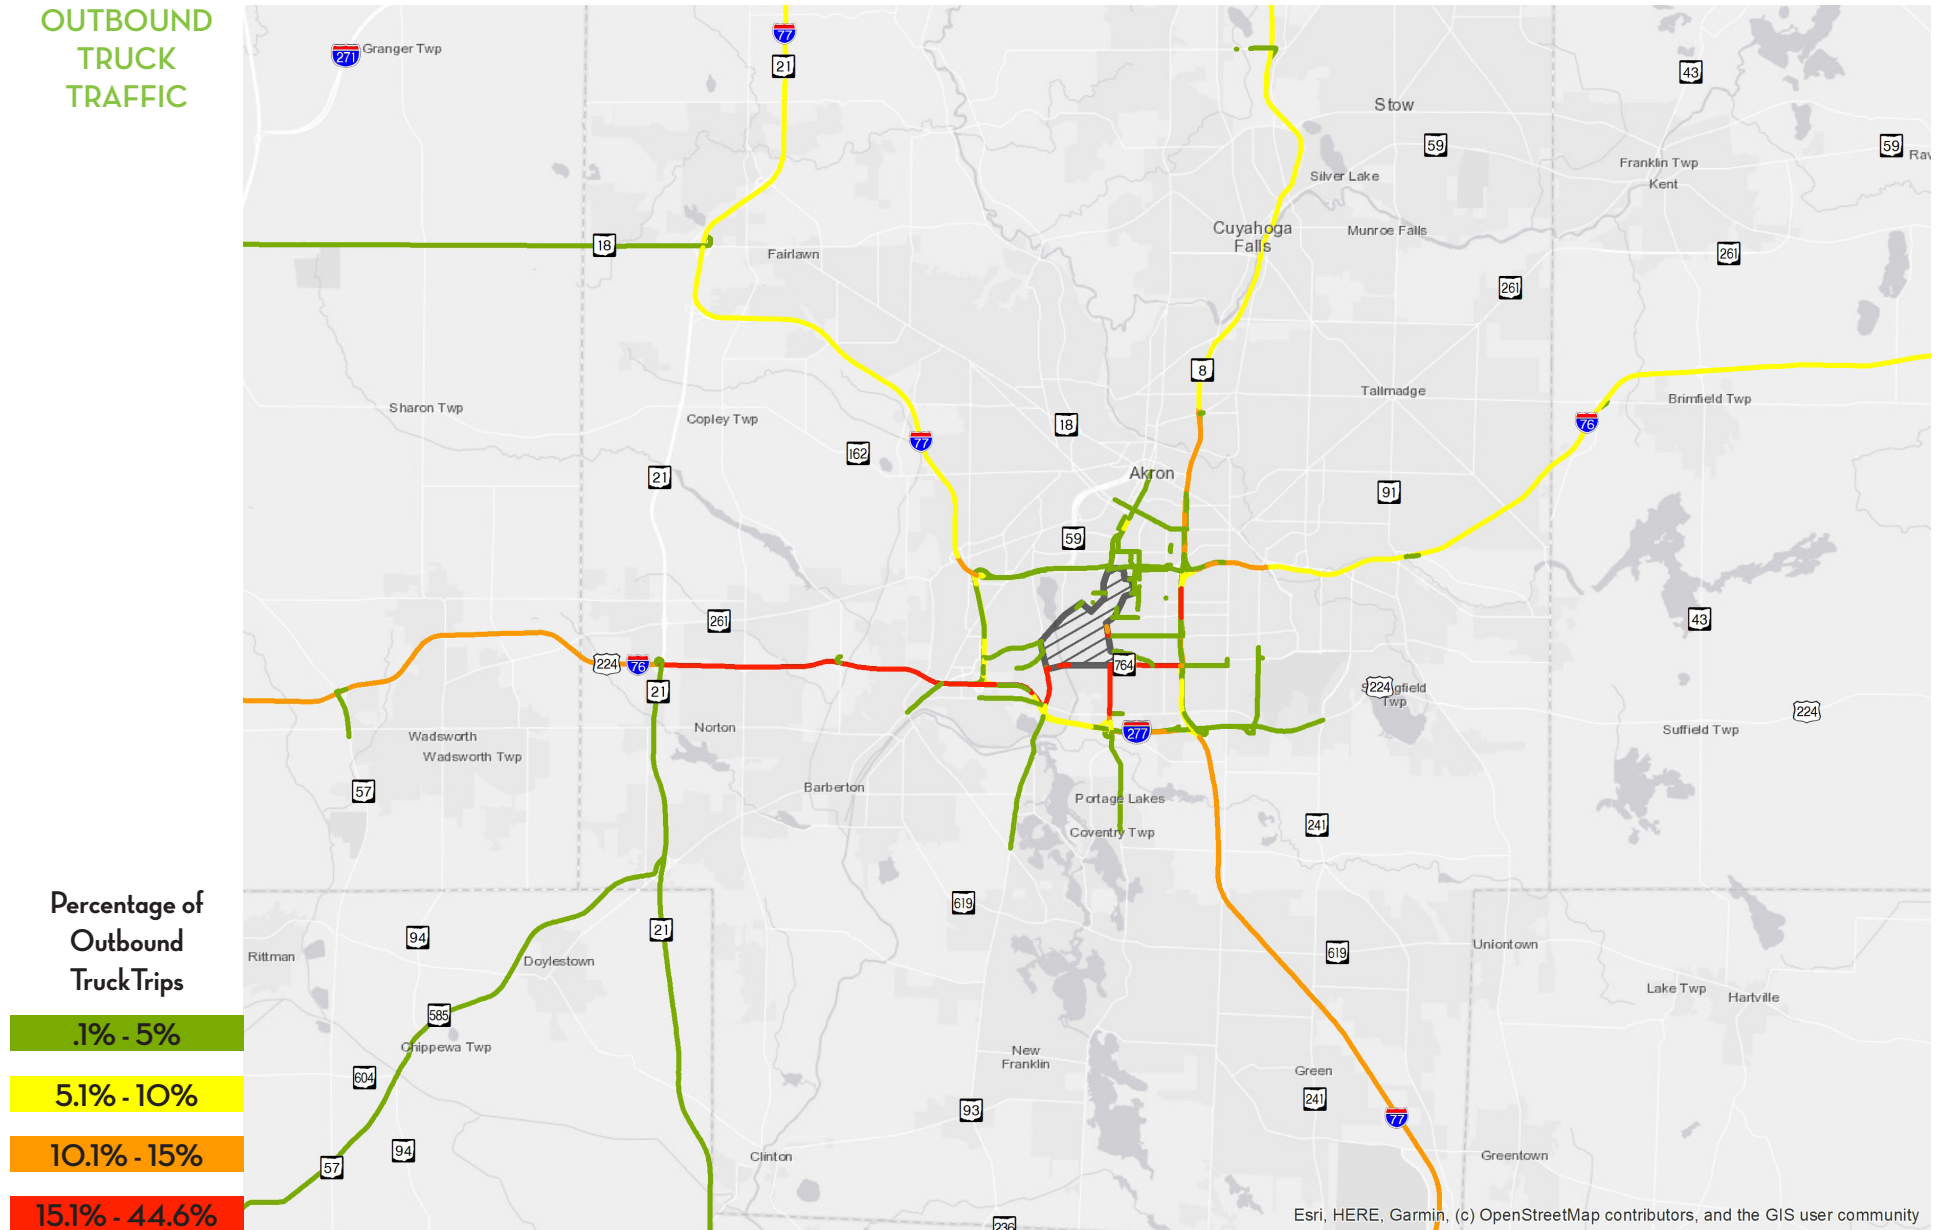 OUTBOUND
TRUCK
TRAFFIC
Percentage of
Outbound
Truck Trips
.1% - 5%
5.1% - 10%
10.1% - 15%
15.1% - 44.6%
271
Granger Twp
77
21
43
Stow
59
59
Franklin Twp
Kent
Silver Lake
Cuyahoga
Falls
Munroe Falls
18
Fairlawn
261
261
8
Tallmadge
Brimfield Twp
Sharon Twp
Copley Twp
18
76
77
162
Akron
21
91
59
261
43
224
76
764
21
224
224
Norton
277
Wadsworth
Wadsworth Twp
Suffield Twp
57
Barberton
Portage Lakes
Coventry Twp
241
619
94
21
619
Uniontown
Rittman
Doylestown
Lake Twp
Hartville
585
Chippewa Twp
New
Franklin
604
Green
93
241
77
94
57
Clinton
Greentown
236
Esri, HERE, Garmin, (c) OpenStreetMap contributors, and the GIS user community